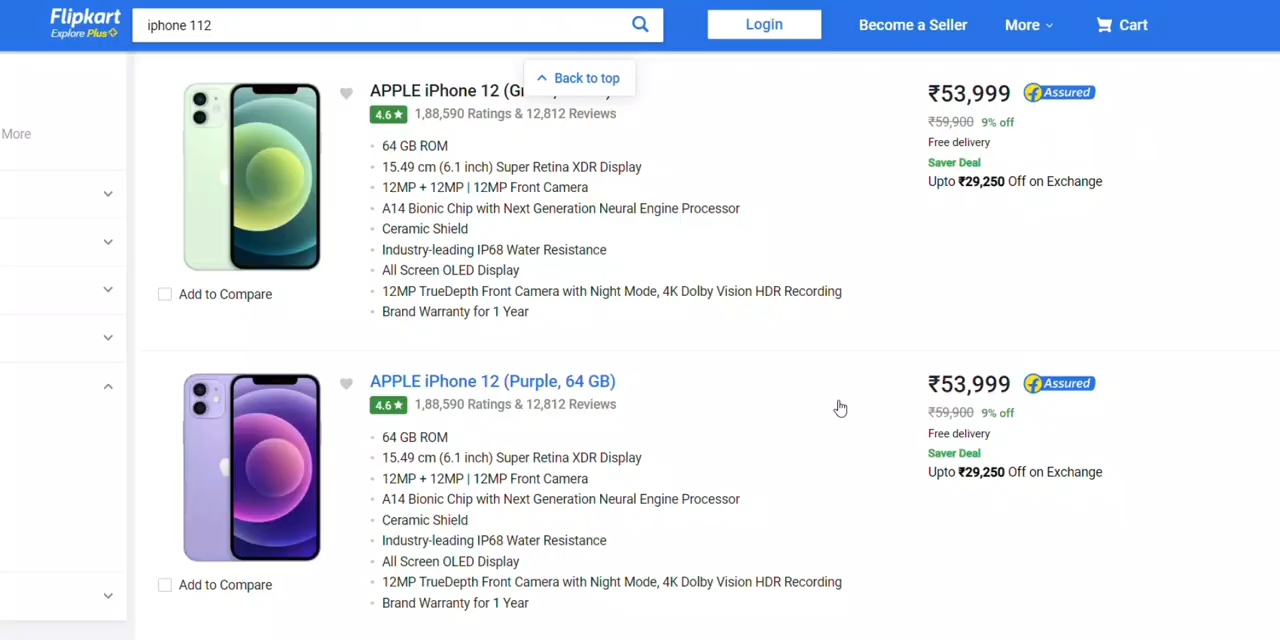 Flipkart
Explore Plus
iphone 112
Login
Become a Seller
More
Cart
Back to top
More
APPLE iPhone 12
4.6★ 1,88,590 Ratings & 12,812 Reviews
64 GB ROM
15.49 cm (6.1 inch) Super Retina XDR Display
12MP + 12MP | 12MP Front Camera
A14 Bionic Chip with Next Generation Neural Engine Processor
Ceramic Shield
Industry-leading IP68 Water Resistance
All Screen OLED Display
12MP TrueDepth Front Camera with Night Mode, 4K Dolby Vision HDR Recording
Brand Warranty for 1 Year
Add to Compare
₹53,999 Assured
₹59,900 9% off
Free delivery
Saver Deal
Upto ₹29,250 Off on Exchange
APPLE iPhone 12 (Purple, 64 GB)
4.6★ 1,88,590 Ratings & 12,812 Reviews
64 GB ROM
15.49 cm (6.1 inch) Super Retina XDR Display
12MP + 12MP | 12MP Front Camera
A14 Bionic Chip with Next Generation Neural Engine Processor
Ceramic Shield
Industry-leading IP68 Water Resistance
All Screen OLED Display
12MP TrueDepth Front Camera with Night Mode, 4K Dolby Vision HDR Recording
Brand Warranty for 1 Year
Add to Compare
₹53,999 Assured
₹59,900 9% off
Free delivery
Saver Deal
Upto ₹29,250 Off on Exchange